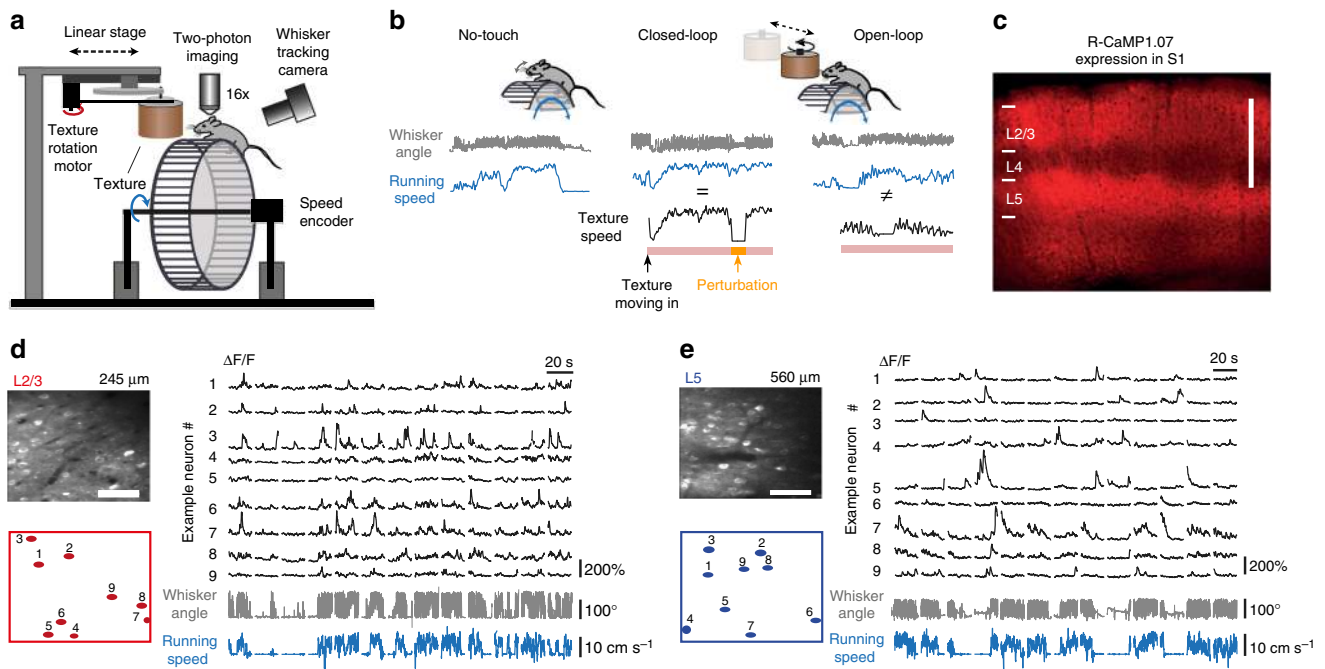 a
Linear stage
Two-photon
imaging
Whisker
tracking
camera
16x
Texture
rotation
motor
Texture
Speed
encoder
b
No-touch
Closed-loop
Open-loop
Whisker
angle
Running
speed
=
≠
Texture
speed
Texture
moving in
Perturbation
c
R-CaMP1.07
expression in S1
L2/3
L4
L5
d
L2/3
245 μm
ΔF/F
20 s
Example neuron #
1
2
3
4
5
6
7
8
9
200%
Whisker
angle
100°
Running
speed
10 cm s⁻¹
3
1
2
9
8
7
6
5
4
e
L5
560 μm
ΔF/F
20 s
Example neuron #
1
2
3
4
5
6
7
8
9
200%
Whisker
angle
100°
Running
speed
10 cm s⁻¹
3
2
1
9
8
5
4
7
6